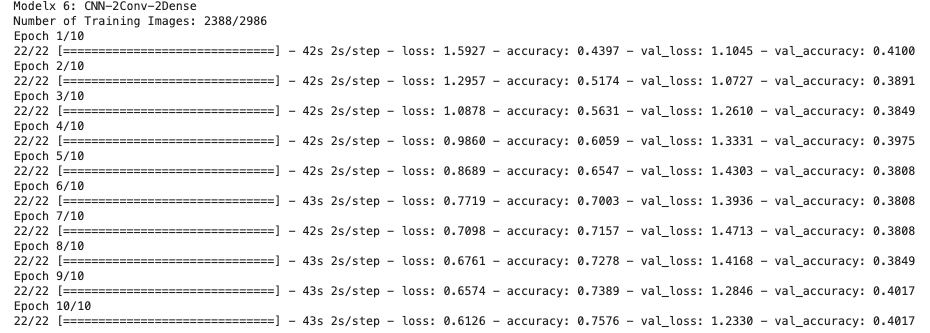 Modelx 6: CNN-2Conv-2Dense
Number of Training Images: 2388/2986
Epoch 1/10
22/22 [==============================] - 42s 2s/step - loss: 1.5927 - accuracy: 0.4397 - val_loss: 1.1045 - val_accuracy: 0.4100
Epoch 2/10
22/22 [==============================] - 42s 2s/step - loss: 1.2957 - accuracy: 0.5174 - val_loss: 1.0727 - val_accuracy: 0.3891
Epoch 3/10
22/22 [==============================] - 42s 2s/step - loss: 1.0878 - accuracy: 0.5631 - val_loss: 1.2610 - val_accuracy: 0.3849
Epoch 4/10
22/22 [==============================] - 42s 2s/step - loss: 0.9860 - accuracy: 0.6059 - val_loss: 1.3331 - val_accuracy: 0.3975
Epoch 5/10
22/22 [==============================] - 42s 2s/step - loss: 0.8689 - accuracy: 0.6547 - val_loss: 1.4303 - val_accuracy: 0.3808
Epoch 6/10
22/22 [==============================] - 43s 2s/step - loss: 0.7719 - accuracy: 0.7003 - val_loss: 1.3936 - val_accuracy: 0.3808
Epoch 7/10
22/22 [==============================] - 42s 2s/step - loss: 0.7098 - accuracy: 0.7157 - val_loss: 1.4713 - val_accuracy: 0.3808
Epoch 8/10
22/22 [==============================] - 43s 2s/step - loss: 0.6761 - accuracy: 0.7278 - val_loss: 1.4168 - val_accuracy: 0.3849
Epoch 9/10
22/22 [==============================] - 43s 2s/step - loss: 0.6574 - accuracy: 0.7389 - val_loss: 1.2846 - val_accuracy: 0.4017
Epoch 10/10
22/22 [==============================] - 43s 2s/step - loss: 0.6126 - accuracy: 0.7576 - val_loss: 1.2330 - val_accuracy: 0.4017